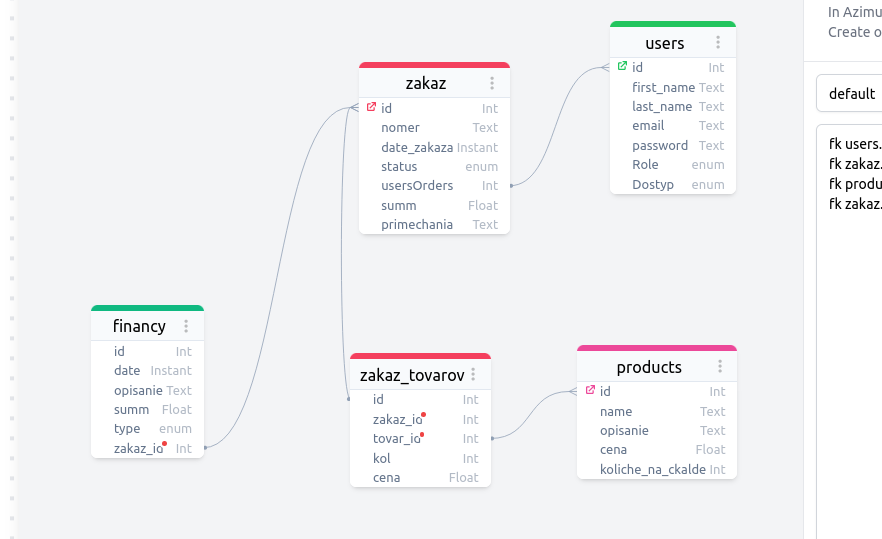 In Azimu
Create o
default
fk users.
fk zakaz.
fk produ
fk zakaz.
users
id Int
first_name Text
last_name Text
email Text
password Text
Role enum
Dostyp enum
zakaz
id Int
nomer Text
date_zakaza Instant
status enum
usersOrders Int
summ Float
primechania Text
financy
id Int
date Instant
opisanie Text
summ Float
type enum
zakaz_id Int
zakaz_tovarov
id Int
zakaz_id Int
tovar_id Int
kol Int
cena Float
products
id Int
name Text
opisanie Text
cena Float
koliche_na_ckalde Int